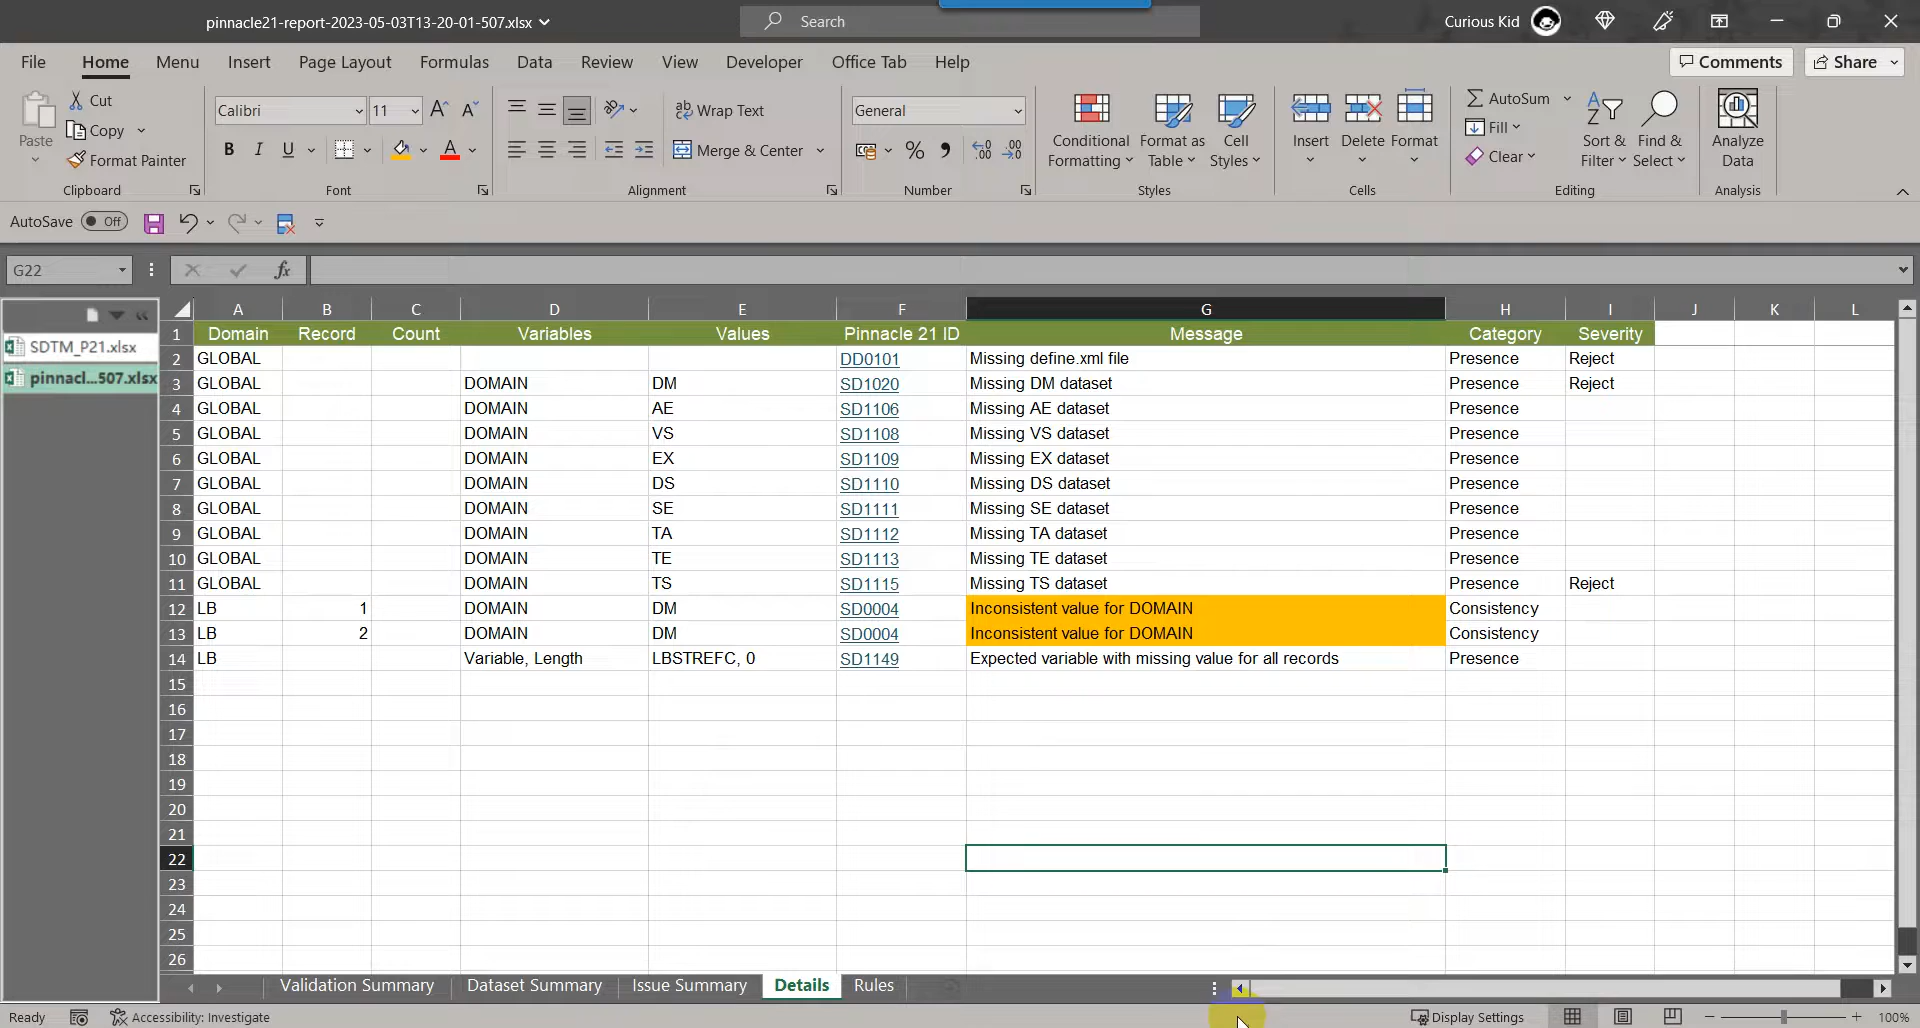 pinnacle21-report-2023-05-03T13-20-01-507.xlsx
Search
Curious Kid
File Home Menu Insert Page Layout Formulas Data Review View Developer Office Tab Help
Comments Share
Paste
Cut
Copy
Format Painter
Clipboard
Calibri 11
B I U
Font
Wrap Text
Merge & Center
Alignment
General
Number
Conditional Formatting
Format as Table
Cell Styles
Styles
Insert Delete Format
Cells
AutoSum
Fill
Clear
Sort & Filter
Find & Select
Editing
Analyze Data
Analysis
AutoSave Off
G22 fx
SDTM_P21.xlsx
pinnacl...507.xlsx
A B C D E F G H I J K L
1 Domain Record Count Variables Values Pinnacle 21 ID Message Category Severity
2 GLOBAL DD0101 Missing define.xml file Presence Reject
3 GLOBAL DOMAIN DM SD1020 Missing DM dataset Presence Reject
4 GLOBAL DOMAIN AE SD1106 Missing AE dataset Presence
5 GLOBAL DOMAIN VS SD1108 Missing VS dataset Presence
6 GLOBAL DOMAIN EX SD1109 Missing EX dataset Presence
7 GLOBAL DOMAIN DS SD1110 Missing DS dataset Presence
8 GLOBAL DOMAIN SE SD1111 Missing SE dataset Presence
9 GLOBAL DOMAIN TA SD1112 Missing TA dataset Presence
10 GLOBAL DOMAIN TE SD1113 Missing TE dataset Presence
11 GLOBAL DOMAIN TS SD1115 Missing TS dataset Presence Reject
12 LB 1 DOMAIN DM SD0004 Inconsistent value for DOMAIN Consistency
13 LB 2 DOMAIN DM SD0004 Inconsistent value for DOMAIN Consistency
14 LB Variable, Length LBSTREFC, 0 SD1149 Expected variable with missing value for all records Presence
15
16
17
18
19
20
21
22
23
24
25
26
Validation Summary Dataset Summary Issue Summary Details Rules
Ready Accessibility: Investigate Display Settings 100%